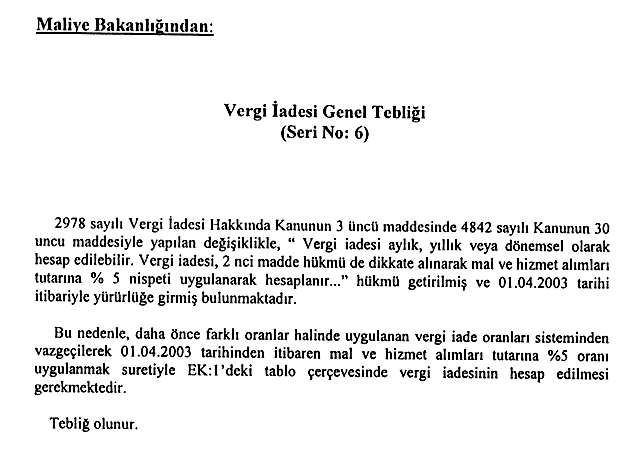 Maliye Bakanlığından:
Vergi İadesi Genel Tebliği
(Seri No: 6)
2978 sayılı Vergi İadesi Hakkında Kanunun 3 üncü maddesinde 4842 sayılı Kanunun 30
uncu maddesiyle yapılan değişiklikle, “ Vergi iadesi aylık, yıllık veya dönemsel olarak
hesap edilebilir. Vergi iadesi, 2 nci madde hükmü de dikkate alınarak mal ve hizmet alımları
tutarına % 5 nispeti uygulanarak hesaplanır...” hükmü getirilmiş ve 01.04.2003 tarihi
itibariyle yürürlüğe girmiş bulunmaktadır.
Bu nedenle, daha önce farklı oranlar halinde uygulanan vergi iade oranları sisteminden
vazgeçilerek 01.04.2003 tarihinden itibaren mal ve hizmet alımları tutarına %5 oranı
uygulanmak suretiyle EK:1’deki tablo çerçevesinde vergi iadesinin hesap edilmesi
gerekmektedir.
Tebliğ olunur.